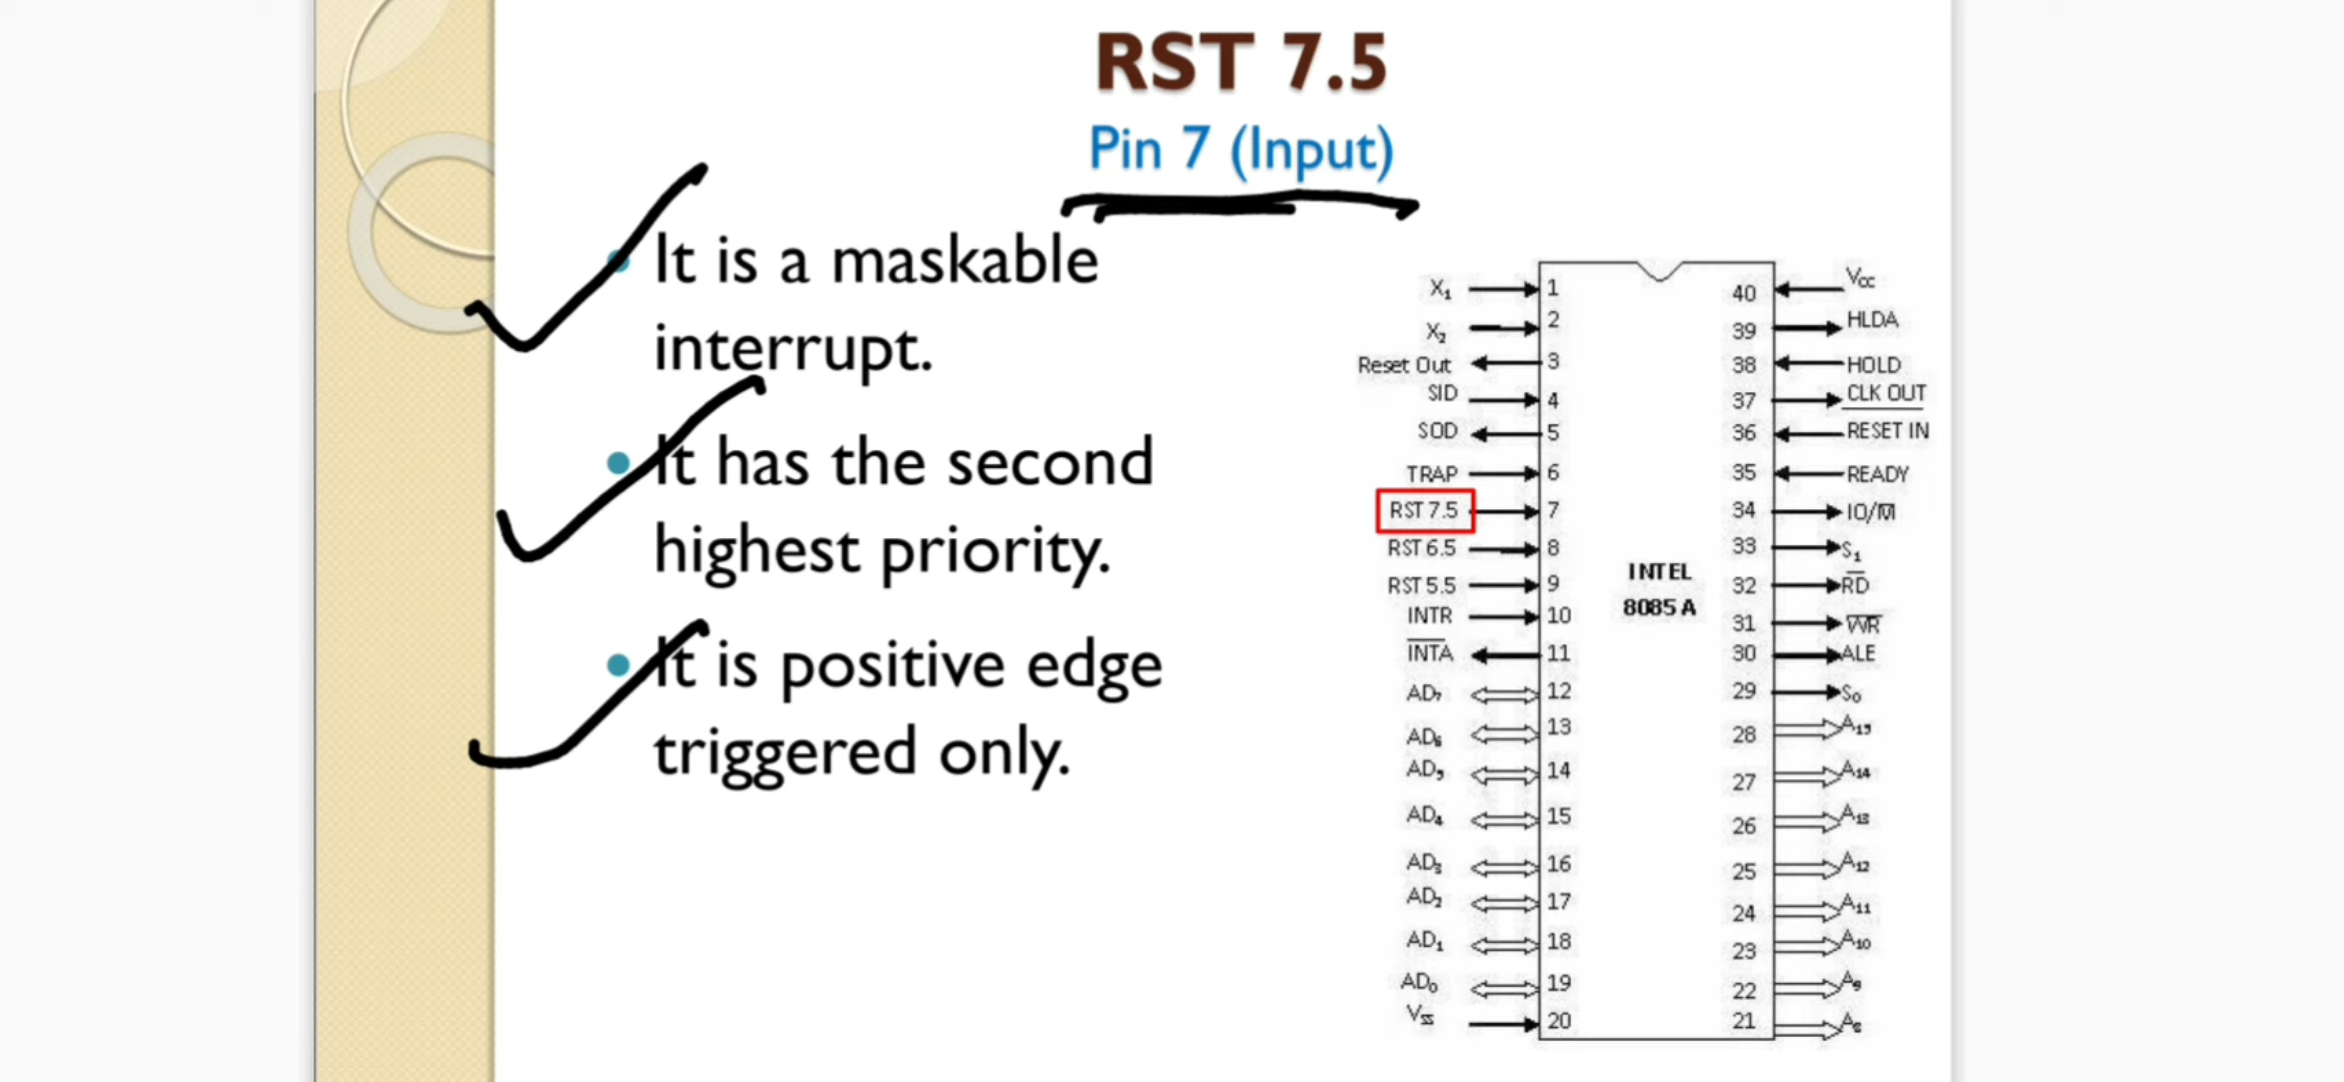 RST 7.5
Pin 7 (Input)
• It is a maskable
interrupt.
• It has the second
highest priority.
• It is positive edge
triggered only.
X₁ 1
X₂ 2
Reset Out 3
SID 4
SOD 5
TRAP 6
RST 7.5 7
RST 6.5 8
RST 5.5 9
INTR 10
I̅N̅T̅A̅ 11
AD₇ 12
AD₆ 13
AD₅ 14
AD₄ 15
AD₃ 16
AD₂ 17
AD₁ 18
AD₀ 19
Vss 20
INTEL
8085 A
40 Vcc
39 HLDA
38 HOLD
37 CLK OUT
36 R̅E̅S̅E̅T̅ I̅N̅
35 READY
34 IO/M̅
33 S₁
32 R̅D̅
31 W̅R̅
30 ALE
29 S₀
28 A₁₅
27 A₁₄
26 A₁₃
25 A₁₂
24 A₁₁
23 A₁₀
22 A₉
21 A₈